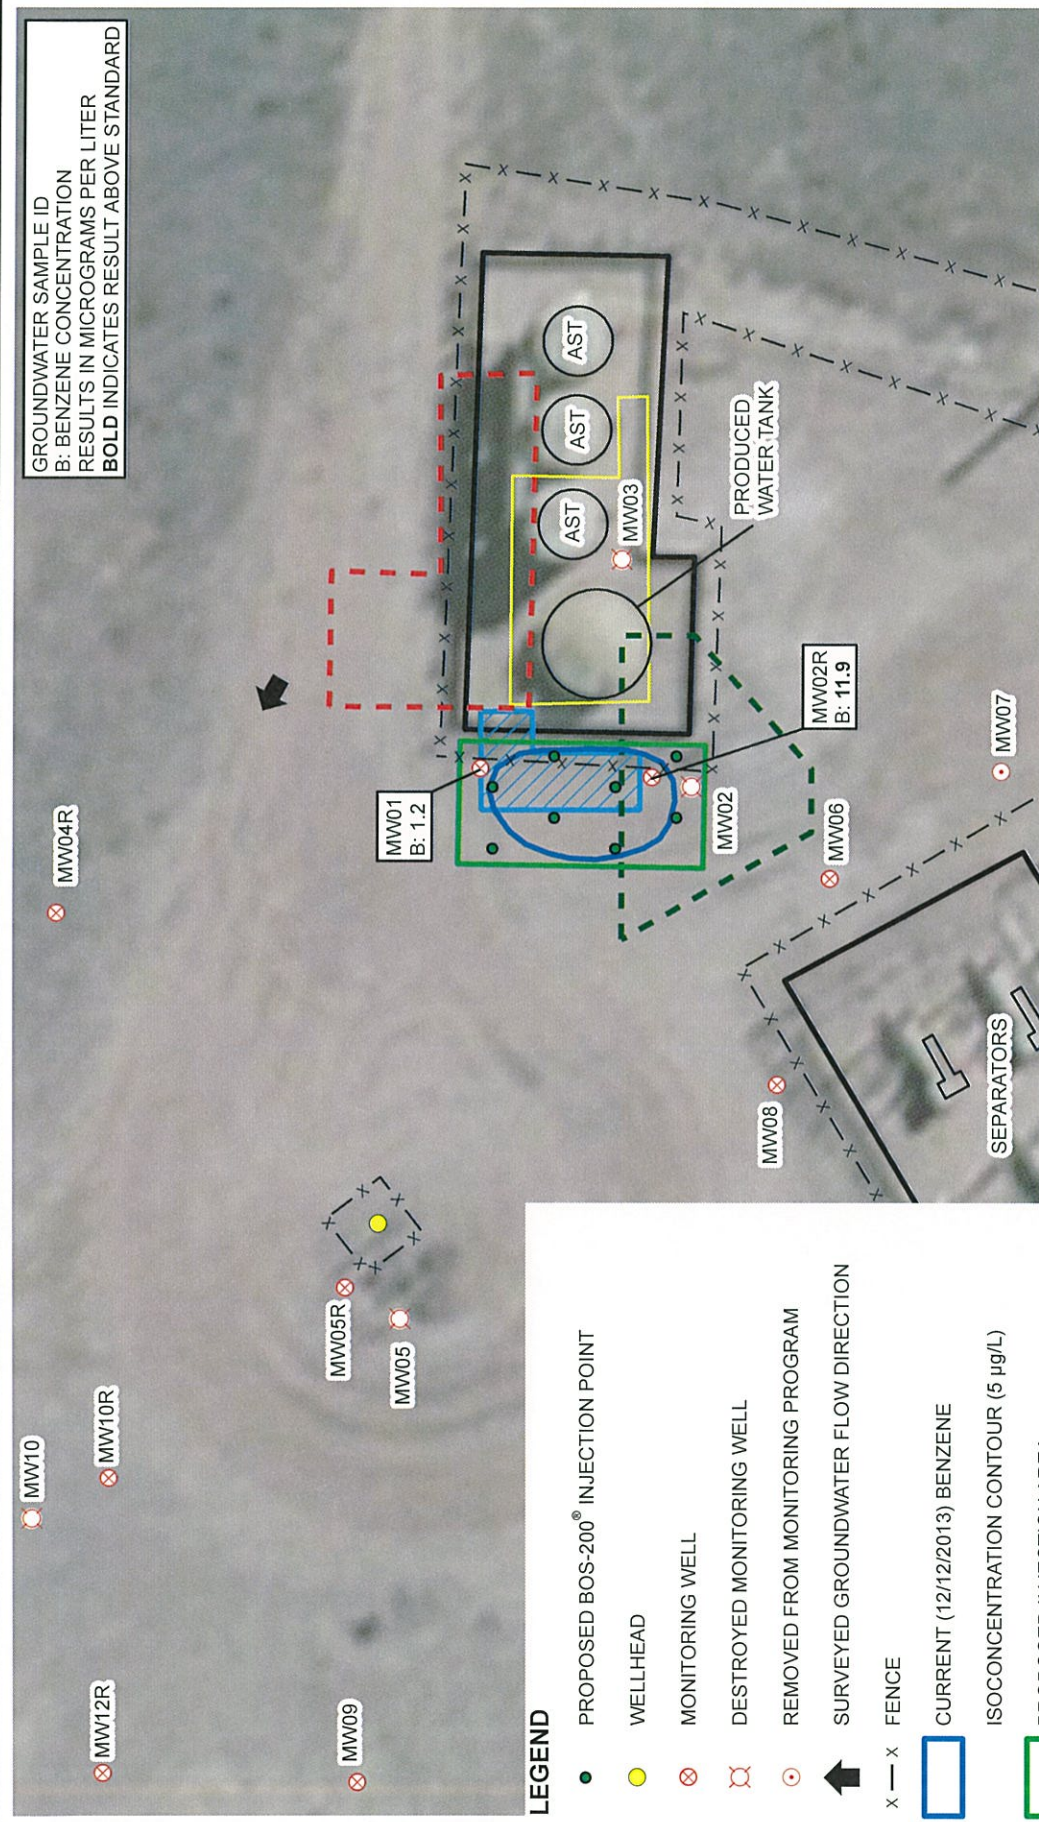 GROUNDWATER SAMPLE ID
B: BENZENE CONCENTRATION
RESULTS IN MICROGRAMS PER LITER
BOLD INDICATES RESULT ABOVE STANDARD
MW10
MW10R
MW12R
MW09
MW05R
MW05
MW04R
MW01
B: 1.2
AST
AST
AST
MW03
PRODUCED
WATER TANK
MW02R
B: 11.9
MW02
MW06
MW07
MW08
SEPARATORS
LEGEND
PROPOSED BOS-200® INJECTION POINT
WELLHEAD
MONITORING WELL
DESTROYED MONITORING WELL
REMOVED FROM MONITORING PROGRAM
SURVEYED GROUNDWATER FLOW DIRECTION
X — X FENCE
CURRENT (12/12/2013) BENZENE
ISOCONCENTRATION CONTOUR (5 µg/L)